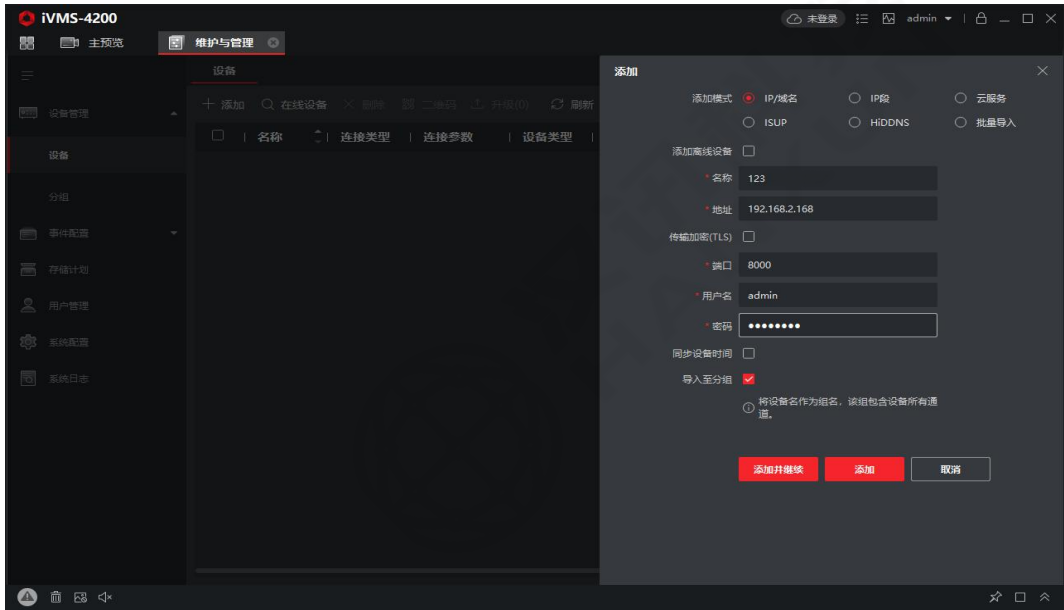 iVMS-4200
未登录
admin
主预览
维护与管理
设备
添加
添加 在线设备 删除 二维码 升级(0) 刷新
名称 连接类型 连接参数 设备类型
设备管理
设备
分组
事件配置
存储计划
用户管理
系统配置
系统日志
添加模式 IP/域名 IP段 云服务
ISUP HiDDNS 批量导入
添加离线设备
*名称 123
*地址 192.168.2.168
传输加密(TLS)
*端口 8000
*用户名 admin
*密码 ●●●●●●●●
同步设备时间
导入至分组
将设备名作为组名，该组包含设备所有通
道。
添加并继续 添加 取消